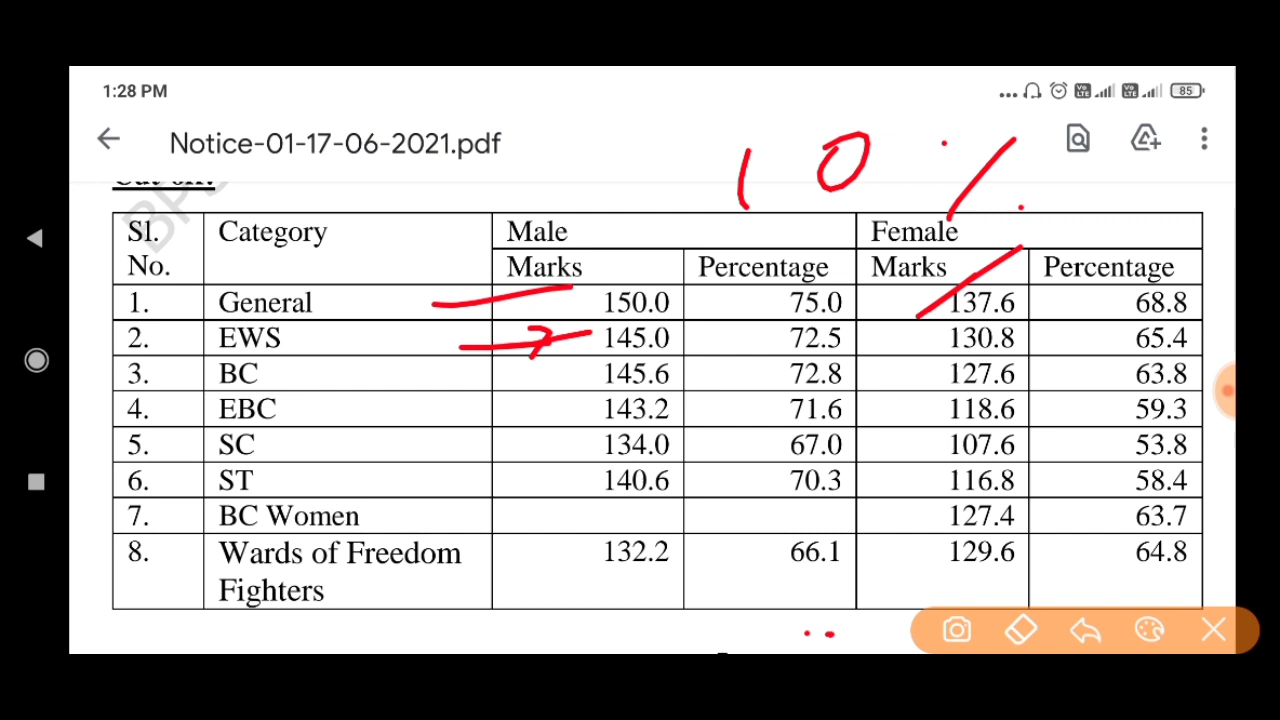 1:28 PM
85
Notice-01-17-06-2021.pdf
10%
Cut off:
Sl. No. Category Male Female
Marks Percentage Marks Percentage
1. General 150.0 75.0 137.6 68.8
2. EWS 145.0 72.5 130.8 65.4
3. BC 145.6 72.8 127.6 63.8
4. EBC 143.2 71.6 118.6 59.3
5. SC 134.0 67.0 107.6 53.8
6. ST 140.6 70.3 116.8 58.4
7. BC Women 127.4 63.7
8. Wards of Freedom Fighters 132.2 66.1 129.6 64.8